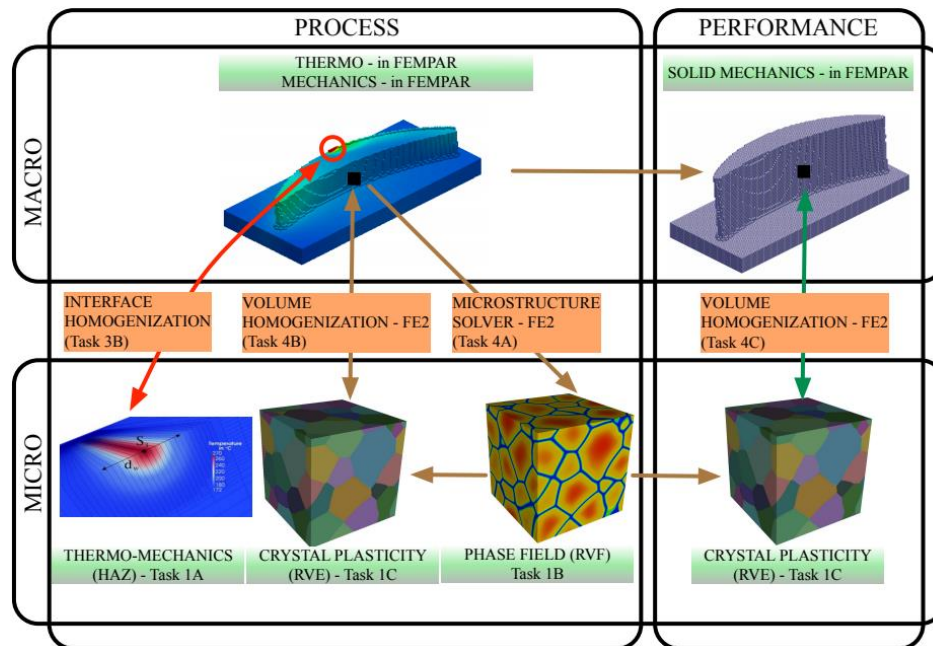 PROCESS
PERFORMANCE
MACRO
THERMO - in FEMPAR
MECHANICS - in FEMPAR
SOLID MECHANICS - in FEMPAR
INTERFACE
HOMOGENIZATION
(Task 3B)
VOLUME
HOMOGENIZATION - FE2
(Task 4B)
MICROSTRUCTURE
SOLVER - FE2
(Task 4A)
VOLUME
HOMOGENIZATION - FE2
(Task 4C)
MICRO
S
d
Temperature
in °C
THERMO-MECHANICS
(HAZ) - Task 1A
CRYSTAL PLASTICITY
(RVE) - Task 1C
PHASE FIELD (RVF)
Task 1B
CRYSTAL PLASTICITY
(RVE) - Task 1C